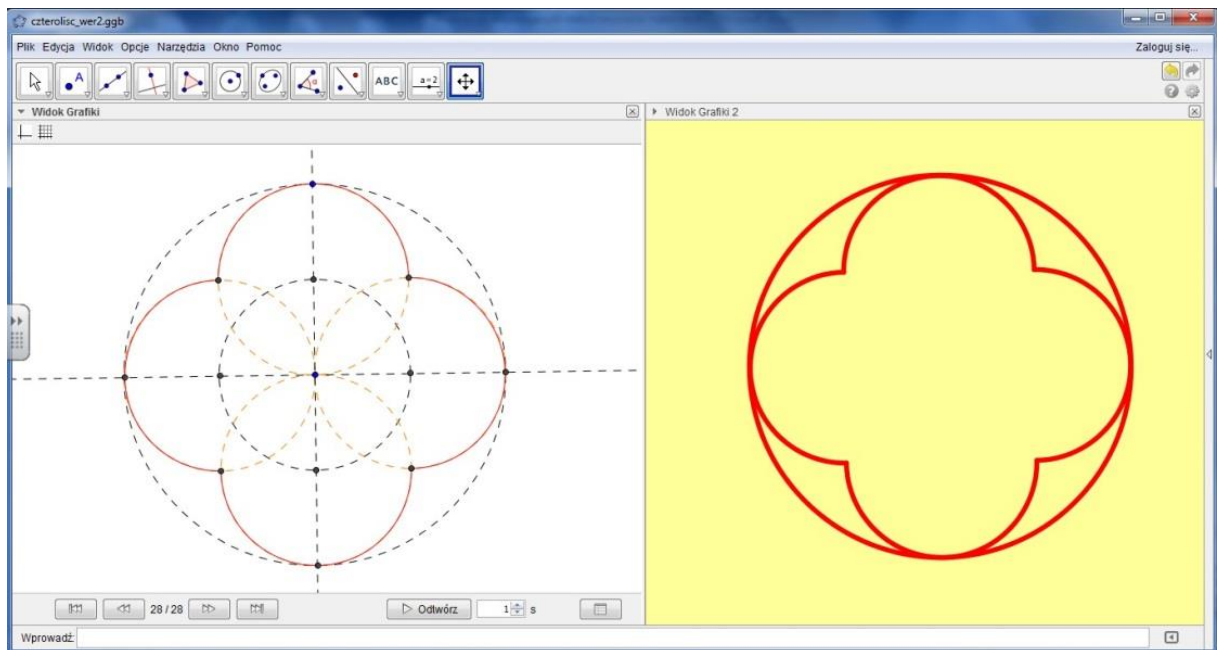 czterolisc_wer2.ggb
Plik Edycja Widok Opcje Narzędzia Okno Pomoc
Zaloguj się...
A
α
ABC
a=2
Widok Grafiki
Widok Grafiki 2
28 / 28
Odtwórz
1
s
Wprowadź: